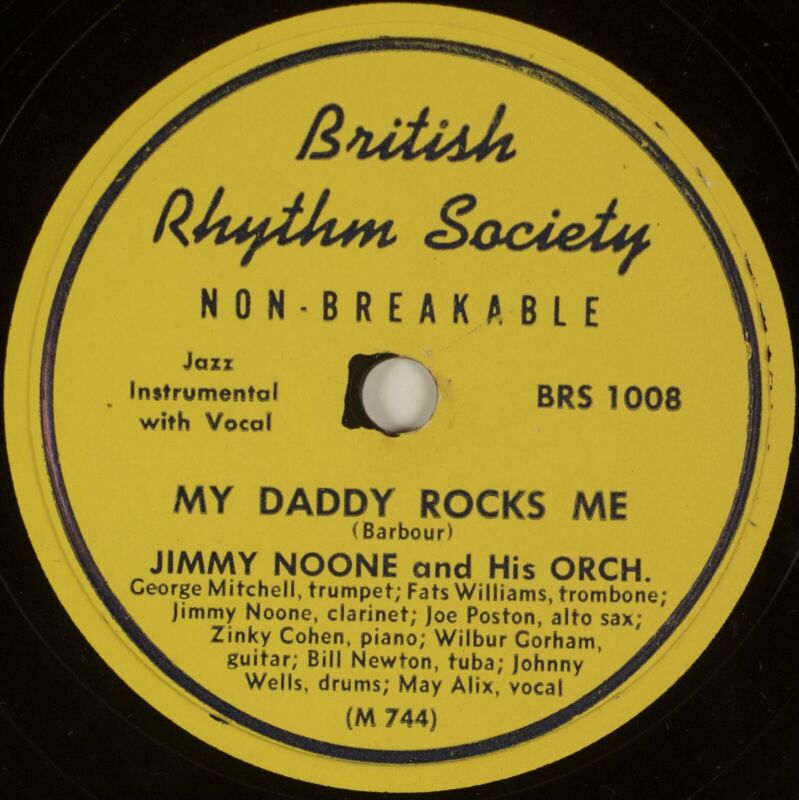 British
Rhythm Society
NON-BREAKABLE
Jazz
Instrumental
with Vocal
BRS 1008
MY DADDY ROCKS ME
(Barbour)
JIMMY NOONE and His ORCH.
George Mitchell, trumpet; Fats Williams, trombone;
Jimmy Noone, clarinet; Joe Poston, alto sax;
Zinky Cohen, piano; Wilbur Gorham,
guitar; Bill Newton, tuba; Johnny
Wells, drums; May Alix, vocal
(M 744)